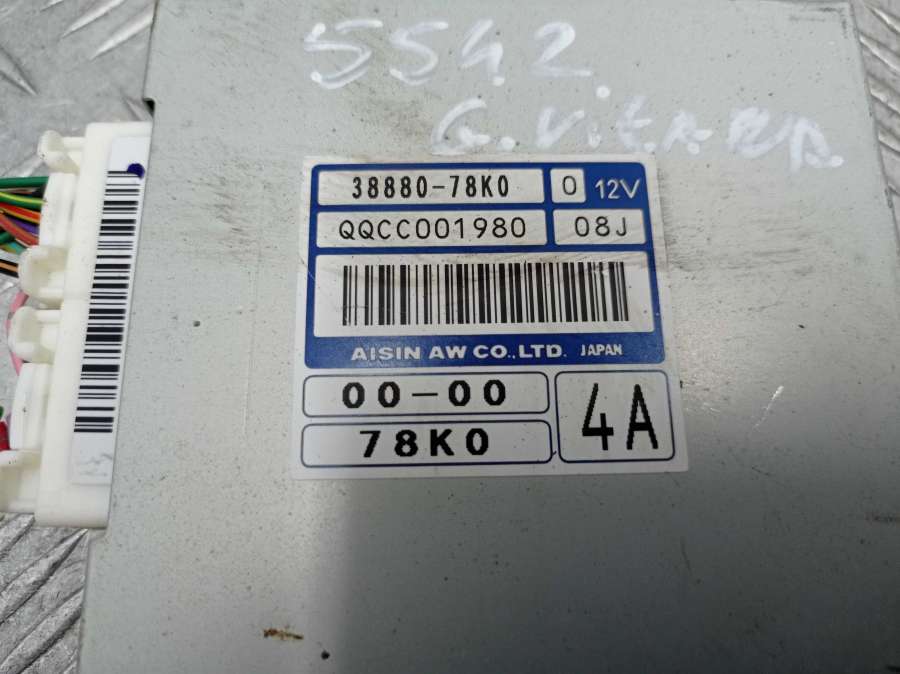 5542
G.VitARA
38880-78K0 0 12V
QQCC001980 08J
AISIN AW CO.,LTD. JAPAN
00-00
78K0
4A